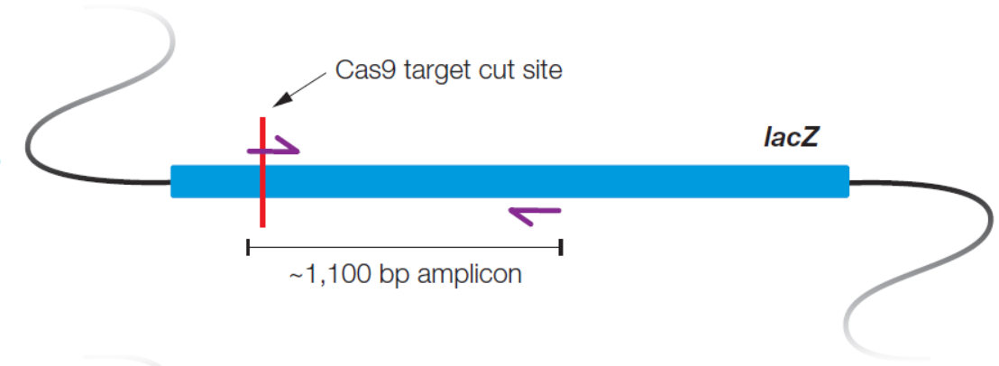 Cas9 target cut site
lacZ
~1,100 bp amplicon